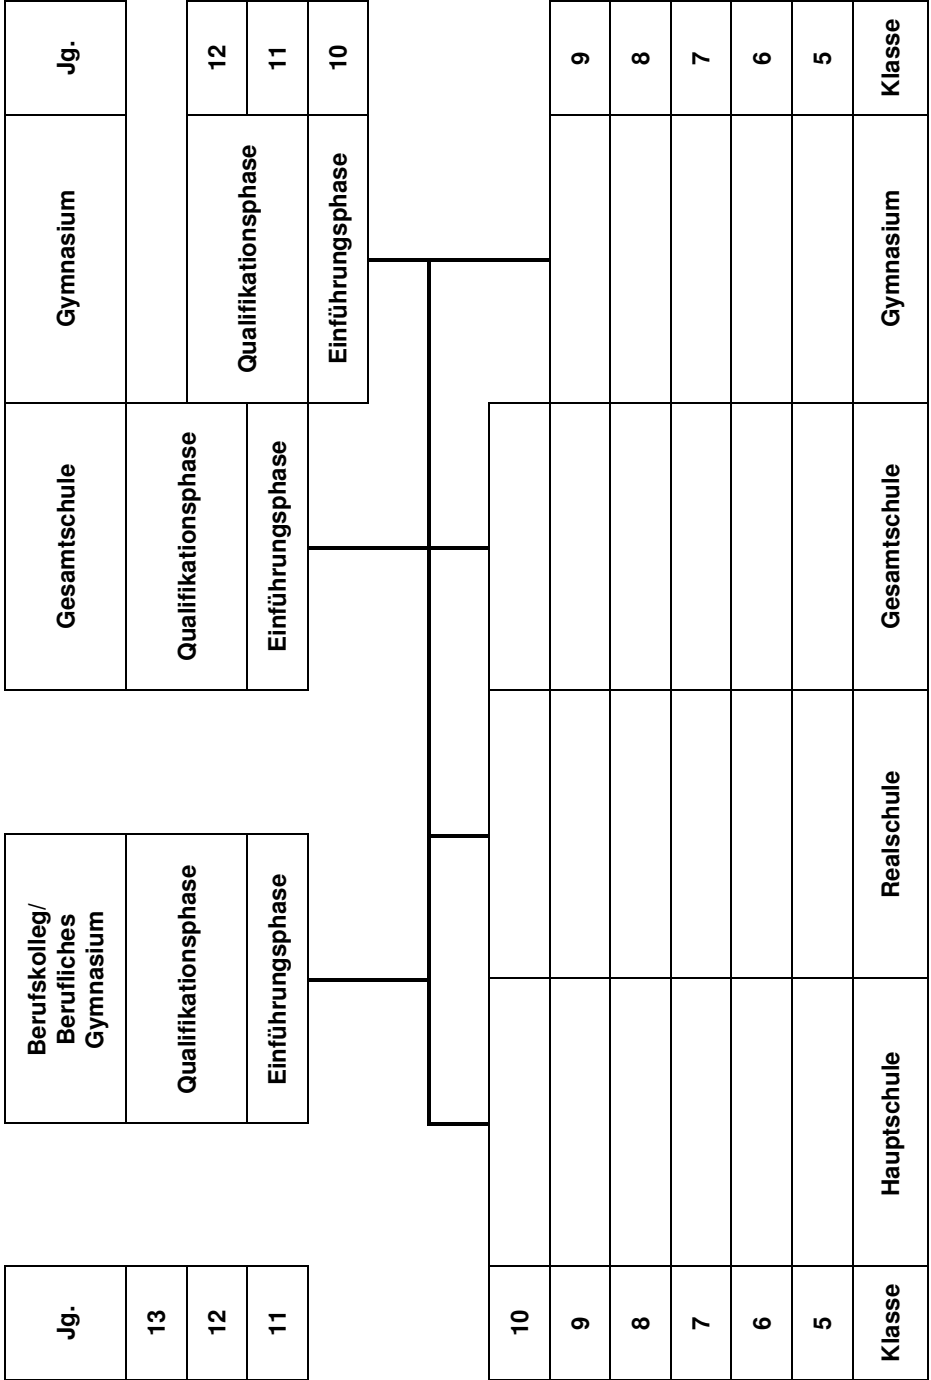 Jg.
Berufskolleg/
Berufliches
Gymnasium
Gesamtschule
Gymnasium
Jg.
13
Qualifikationsphase
Qualifikationsphase
12
12
Qualifikationsphase
11
Einführungsphase
Einführungsphase
11
Einführungsphase
10
10
9
9
8
8
7
7
6
6
5
5
Klasse
Hauptschule
Realschule
Gesamtschule
Gymnasium
Klasse